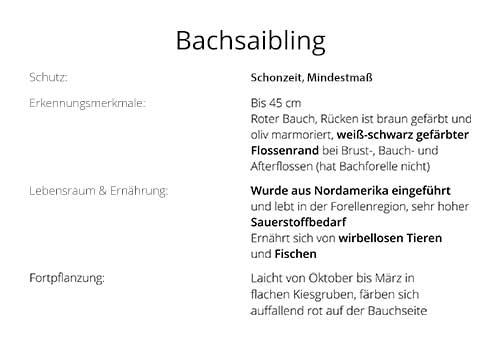 Bachsaibling
Schutz: Schonzeit, Mindestmaß
Erkennungsmerkmale: Bis 45 cm
Roter Bauch, Rücken ist braun gefärbt und
oliv marmoriert, weiß-schwarz gefärbter
Flossenrand bei Brust-, Bauch- und
Afterflossen (hat Bachforelle nicht)
Lebensraum & Ernährung: Wurde aus Nordamerika eingeführt
und lebt in der Forellenregion, sehr hoher
Sauerstoffbedarf
Ernährt sich von wirbellosen Tieren
und Fischen
Fortpflanzung: Laicht von Oktober bis März in
flachen Kiesgruben, färben sich
auffallend rot auf der Bauchseite